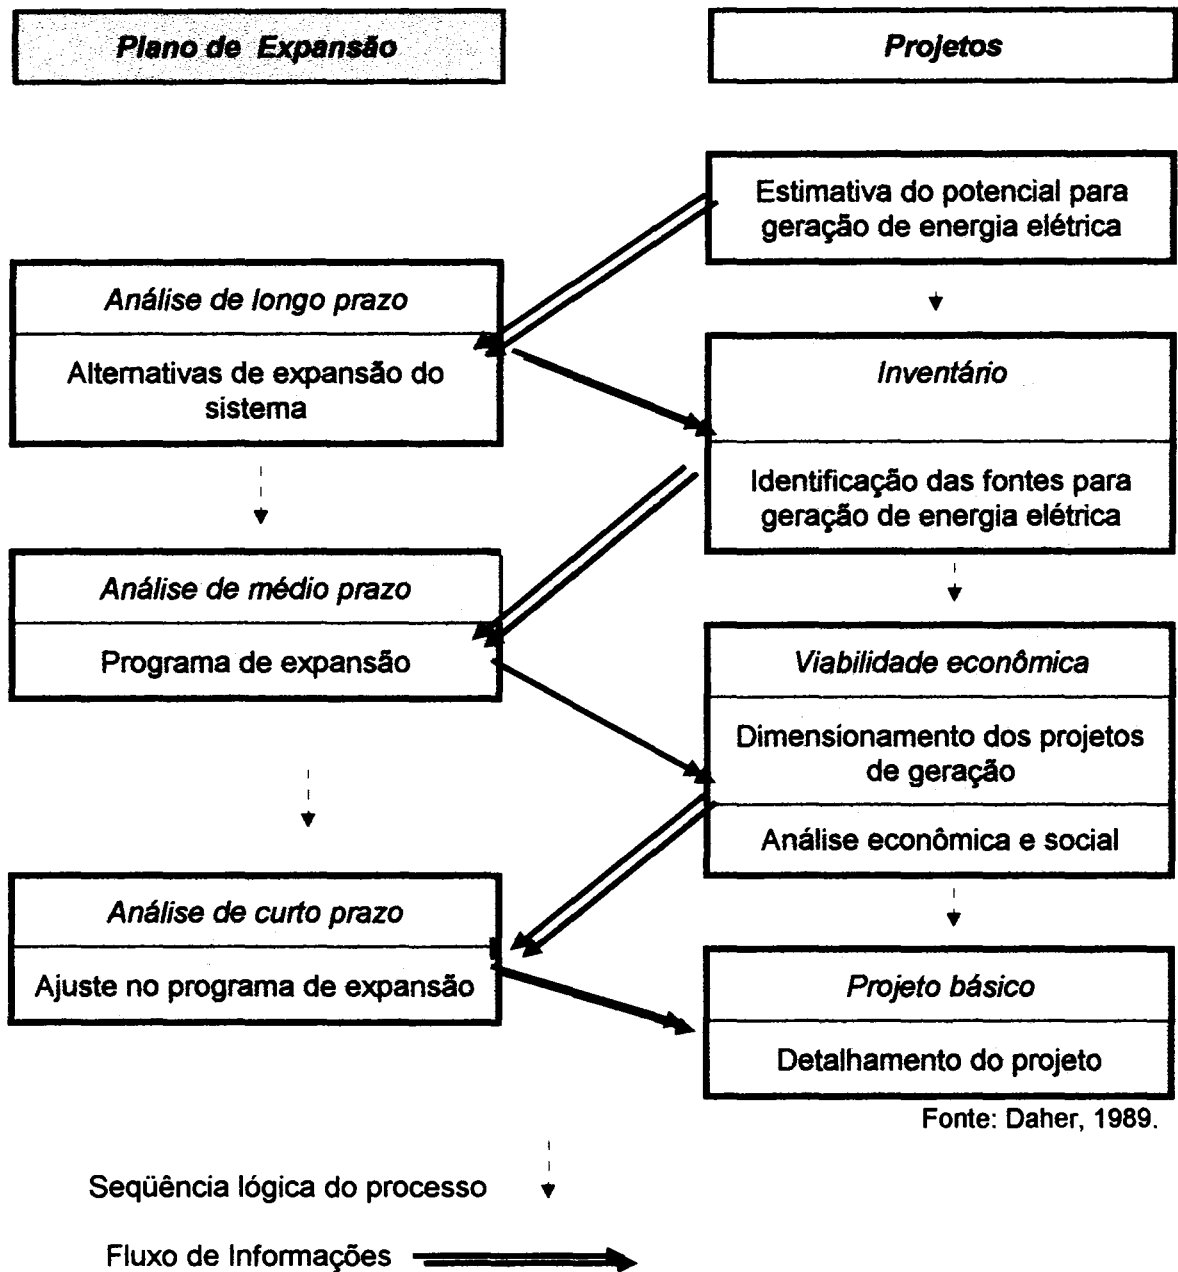 Plano de Expansão
Projetos
Estimativa do potencial para
geração de energia elétrica
Análise de longo prazo
Alternativas de expansão do
sistema
Inventário
Identificação das fontes para
geração de energia elétrica
Análise de médio prazo
Programa de expansão
Viabilidade econômica
Dimensionamento dos projetos
de geração
Análise econômica e social
Análise de curto prazo
Ajuste no programa de expansão
Projeto básico
Detalhamento do projeto
Fonte: Daher, 1989.
Seqüência lógica do processo
Fluxo de Informações